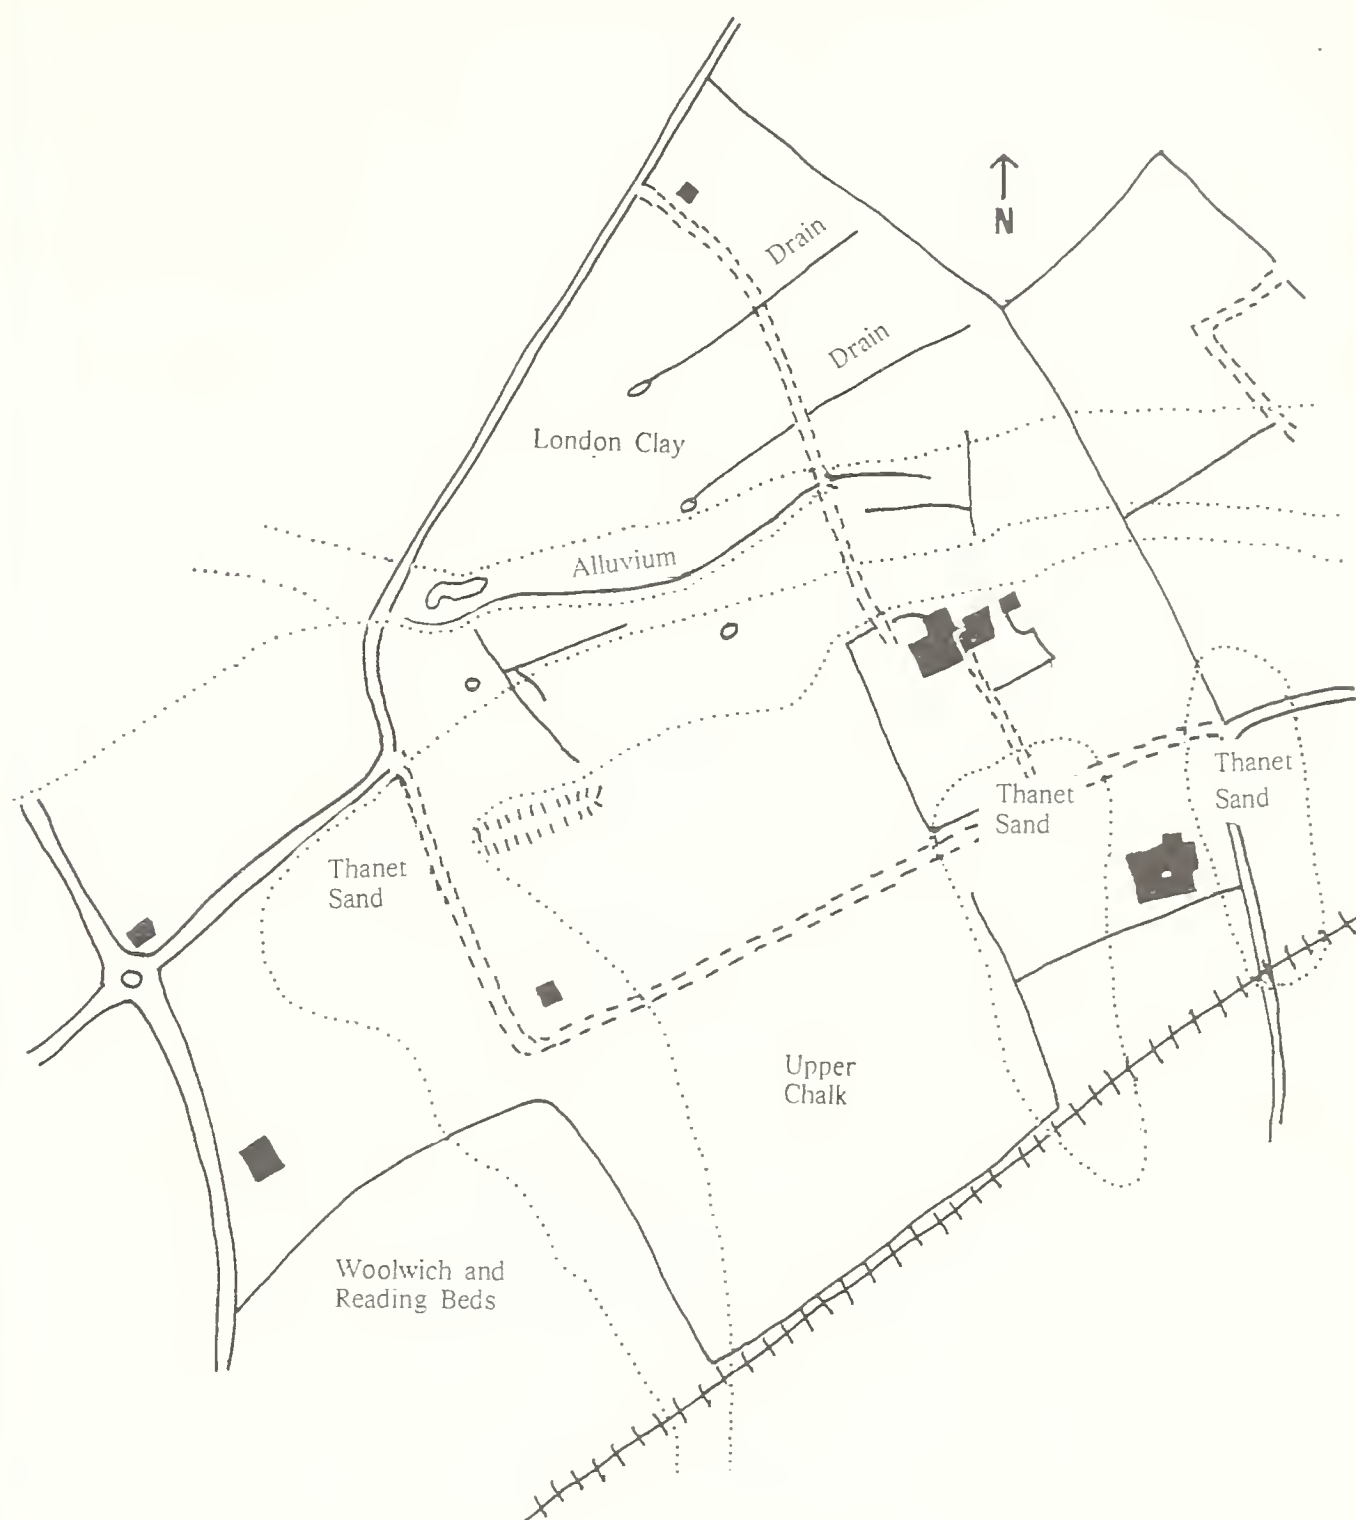 N
Drain
Drain
London Clay
Alluvium
Thanet
Sand
Thanet
Sand
Thanet
Sand
Upper
Chalk
Woolwich and
Reading Beds